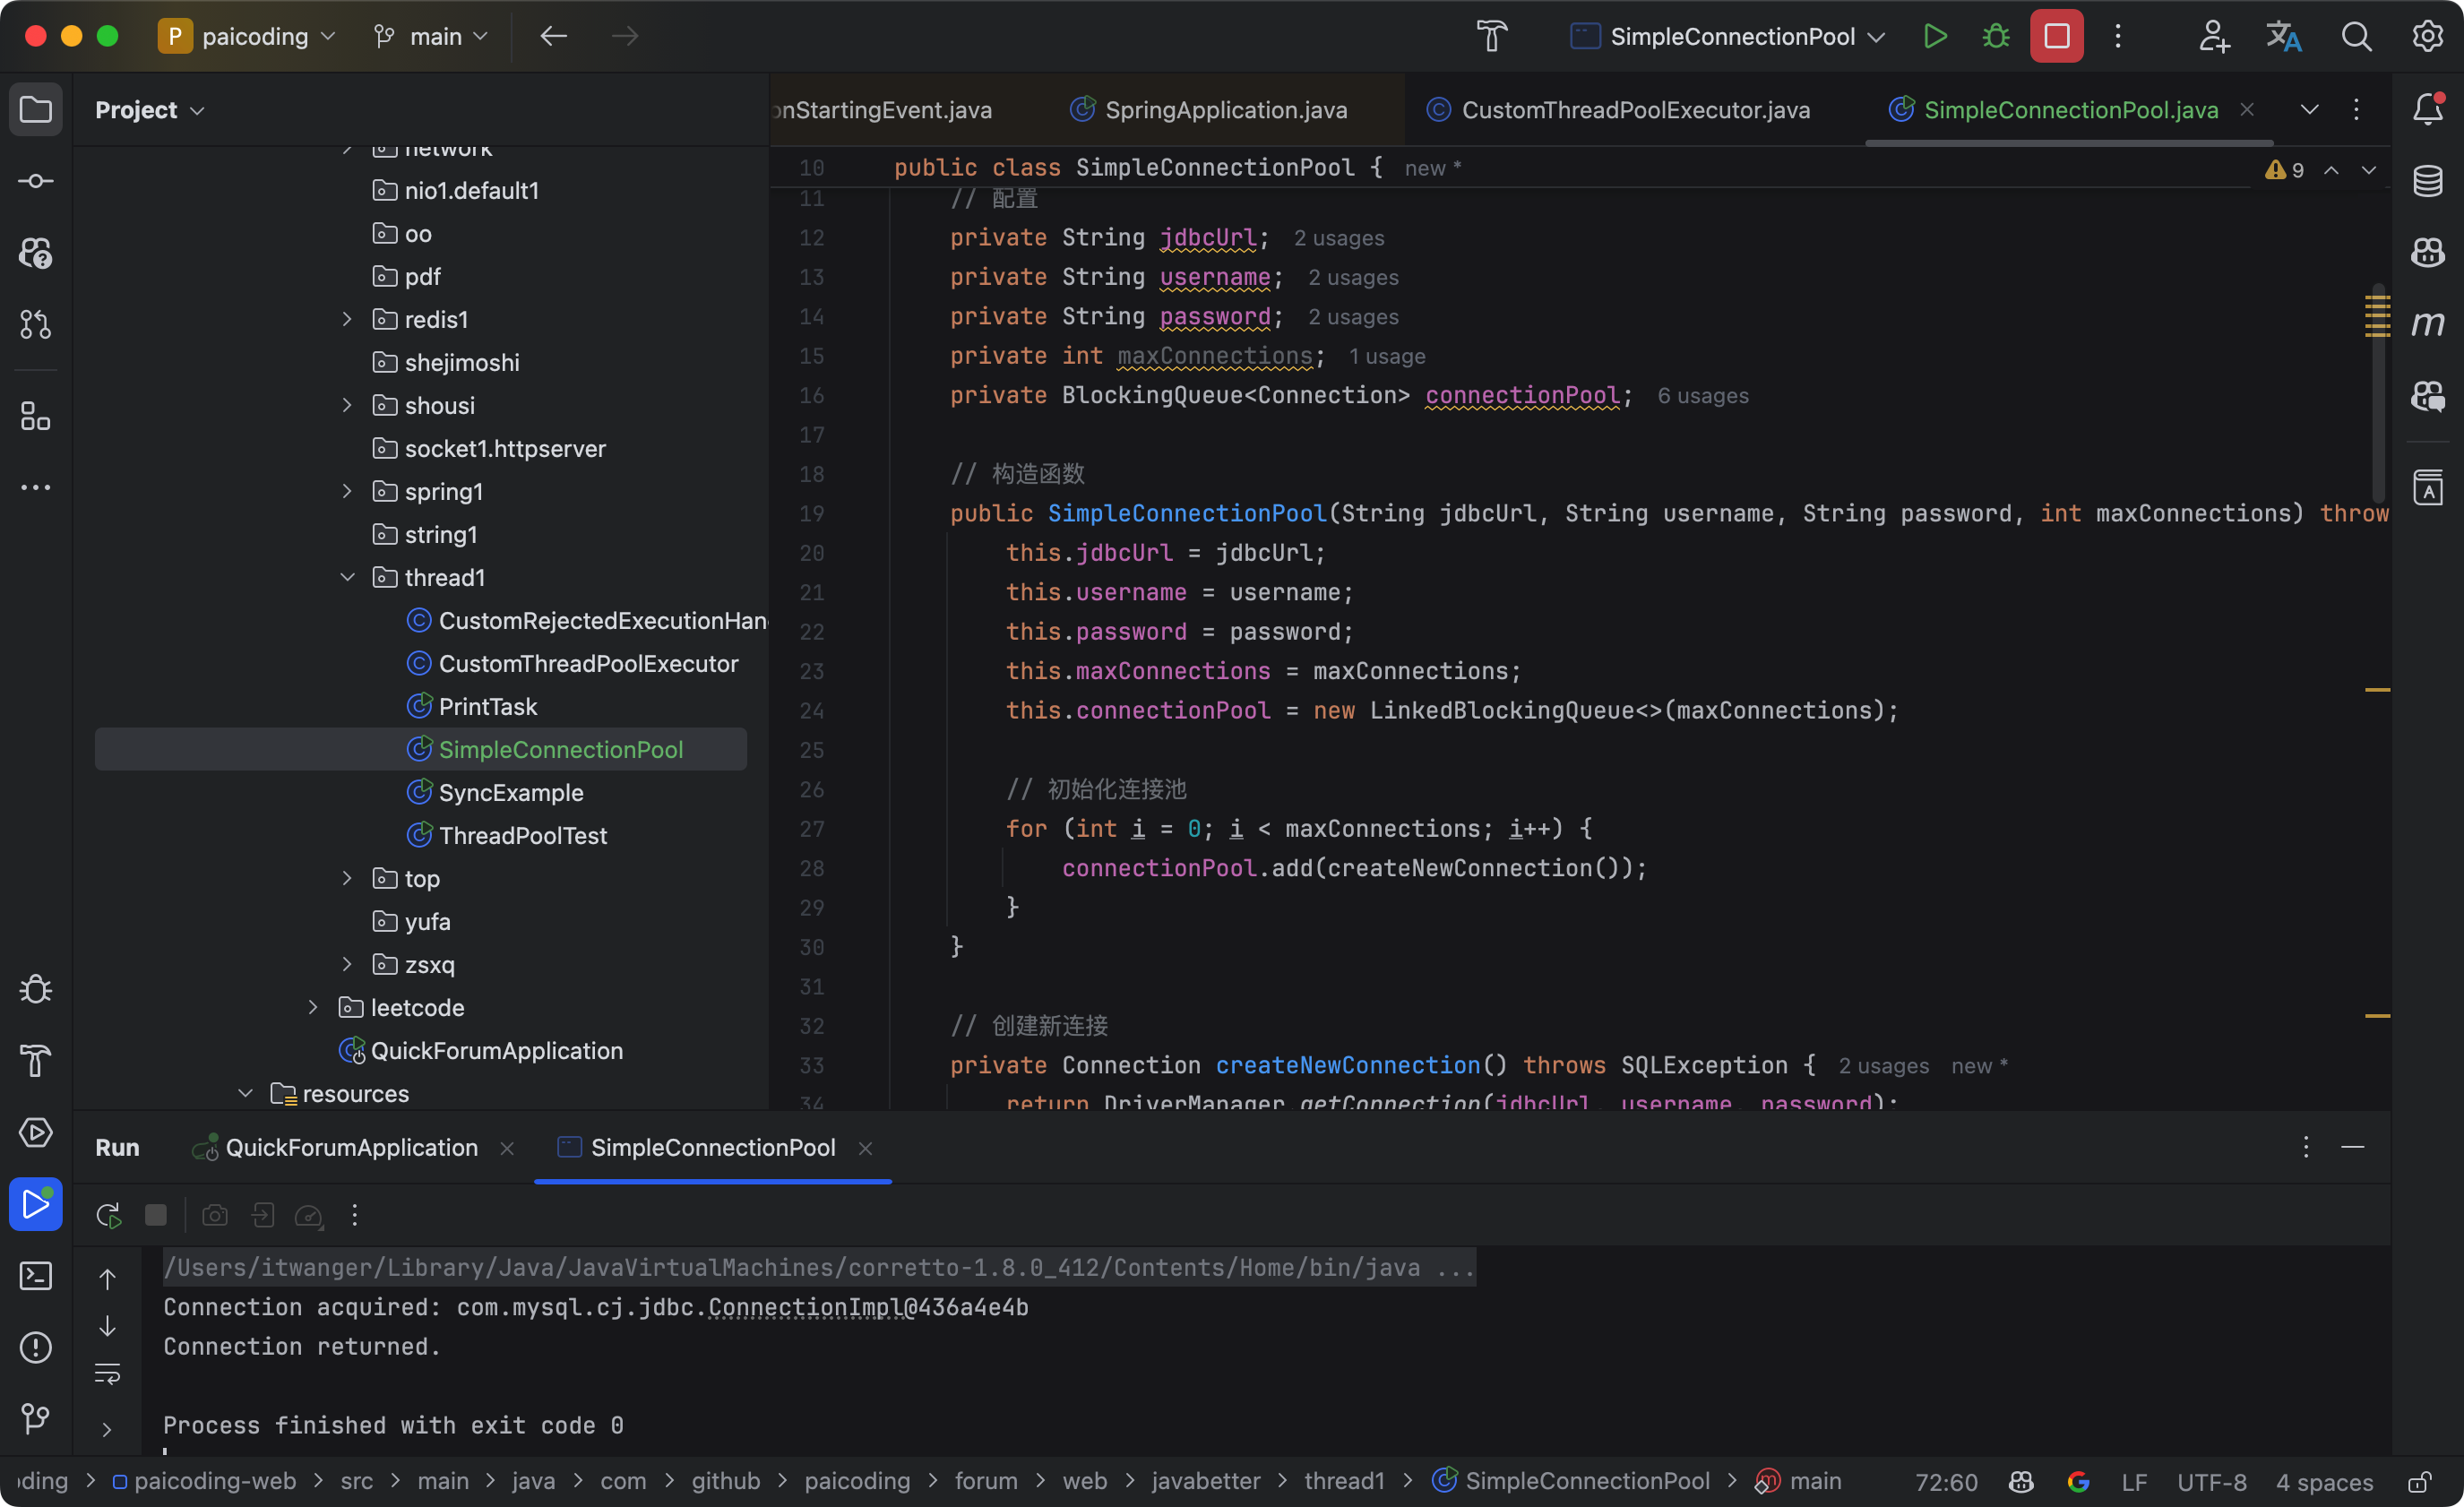 P paicoding main SimpleConnectionPool
Project
onStartingEvent.java SpringApplication.java CustomThreadPoolExecutor.java SimpleConnectionPool.java
network
nio1.default1
oo
pdf
redis1
shejimoshi
shousi
socket1.httpserver
spring1
string1
thread1
CustomRejectedExecutionHan
CustomThreadPoolExecutor
PrintTask
SimpleConnectionPool
SyncExample
ThreadPoolTest
top
yufa
zsxq
leetcode
QuickForumApplication
resources
10 public class SimpleConnectionPool { new * 9
11 // 配置
12 private String jdbcUrl; 2 usages
13 private String username; 2 usages
14 private String password; 2 usages
15 private int maxConnections; 1 usage
16 private BlockingQueue<Connection> connectionPool; 6 usages
17
18 // 构造函数
19 public SimpleConnectionPool(String jdbcUrl, String username, String password, int maxConnections) throw
20 this.jdbcUrl = jdbcUrl;
21 this.username = username;
22 this.password = password;
23 this.maxConnections = maxConnections;
24 this.connectionPool = new LinkedBlockingQueue<>(maxConnections);
25
26 // 初始化连接池
27 for (int i = 0; i < maxConnections; i++) {
28 connectionPool.add(createNewConnection());
29 }
30 }
31
32 // 创建新连接
33 private Connection createNewConnection() throws SQLException { 2 usages new *
34 return DriverManager.getConnection(jdbcUrl, username, password);
Run QuickForumApplication SimpleConnectionPool
/Users/itwanger/Library/Java/JavaVirtualMachines/corretto-1.8.0_412/Contents/Home/bin/java ...
Connection acquired: com.mysql.cj.jdbc.ConnectionImpl@436a4e4b
Connection returned.
Process finished with exit code 0
ding > paicoding-web > src > main > java > com > github > paicoding > forum > web > javabetter > thread1 > SimpleConnectionPool > main 72:60 LF UTF-8 4 spaces